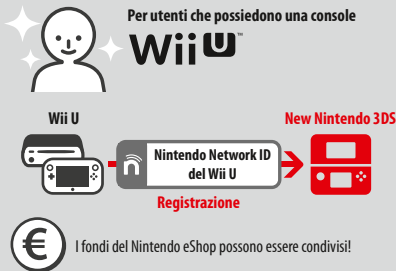 Per utenti che possiedono una console
Wii U™
Wii U
New Nintendo 3DS
Nintendo Network ID
del Wii U
Registrazione
€
I fondi del Nintendo eShop possono essere condivisi!